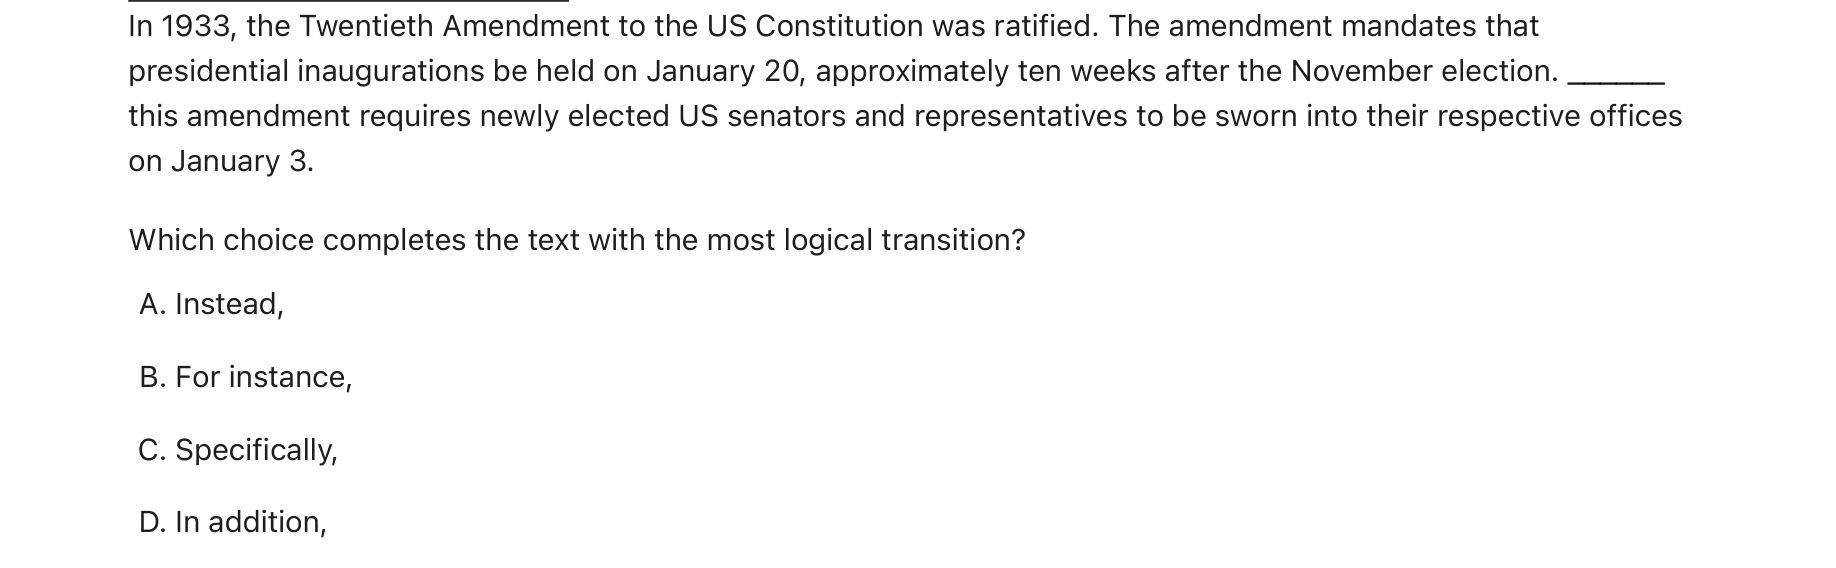 In 1933, the Twentieth Amendment to the US Constitution was ratified. The amendment mandates that
presidential inaugurations be held on January 20, approximately ten weeks after the November election. ______
this amendment requires newly elected US senators and representatives to be sworn into their respective offices
on January 3.
Which choice completes the text with the most logical transition?
A. Instead,
B. For instance,
C. Specifically,
D. In addition,